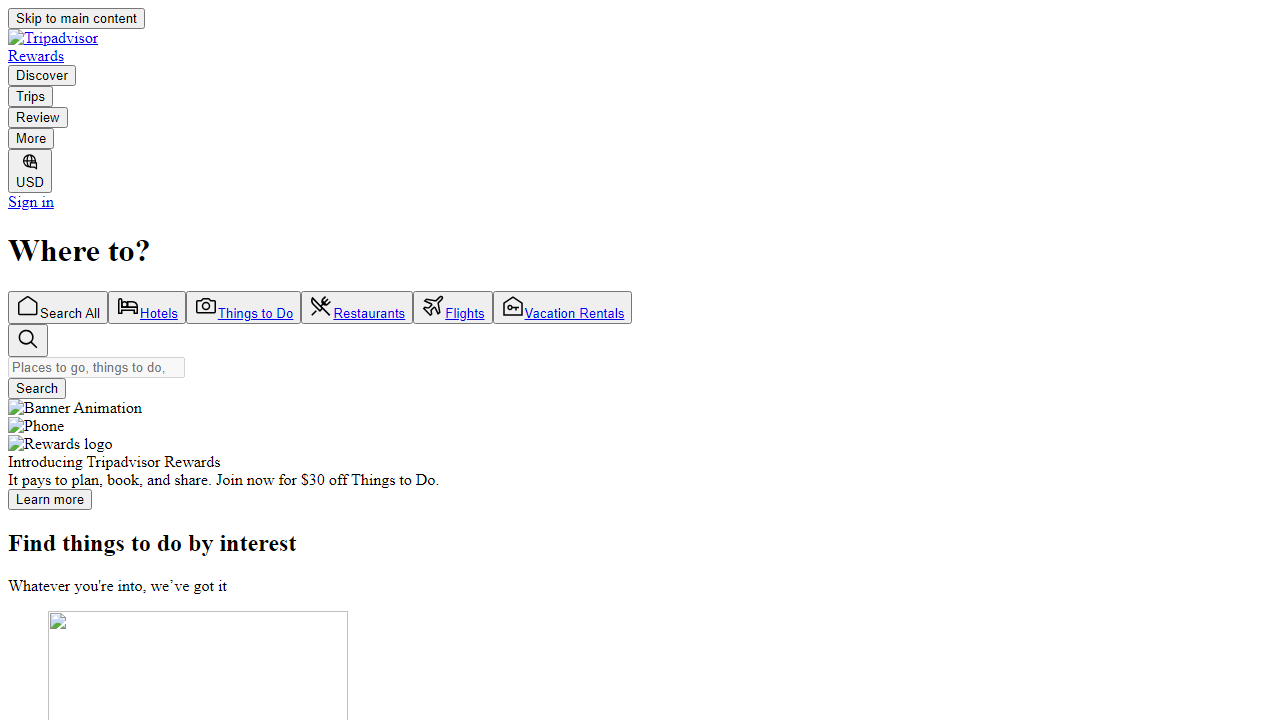 Skip to main content
Tripadvisor
Rewards
Discover
Trips
Review
More
USD
Sign in
Where to?
Search All Hotels Things to Do Restaurants Flights Vacation Rentals
Places to go, things to do,
Search
Banner Animation
Phone
Rewards logo
Introducing Tripadvisor Rewards
It pays to plan, book, and share. Join now for $30 off Things to Do.
Learn more
Find things to do by interest
Whatever you're into, we’ve got it